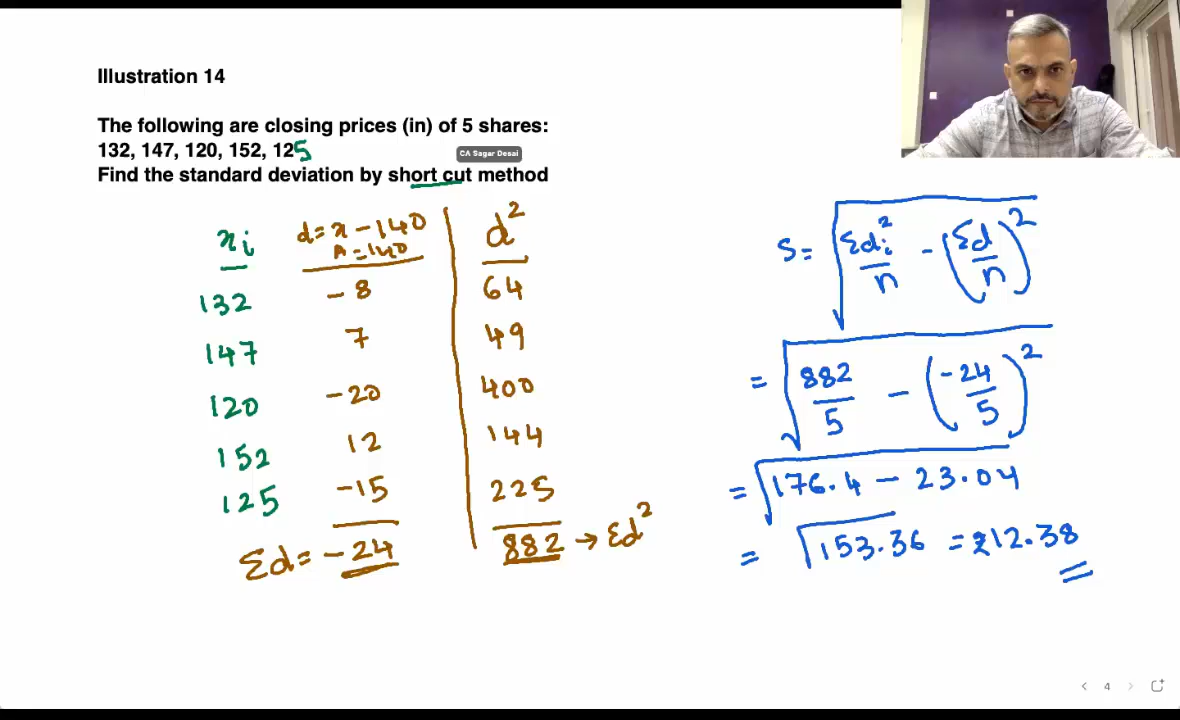 Illustration 14
The following are closing prices (in) of 5 shares:
132, 147, 120, 152, 125
CA Sagar Desai
Find the standard deviation by short cut method
xi
d = x - 140
A = 140
d²
132 -8 64
147 7 49
120 -20 400
152 12 144
125 -15 225
Σd = -24 882 → Σd²
S = √(Σdi²/n - (Σd/n)²)
= √(882/5 - (-24/5)²)
= √176.4 - 23.04
= √153.36 = ₹12.38
4